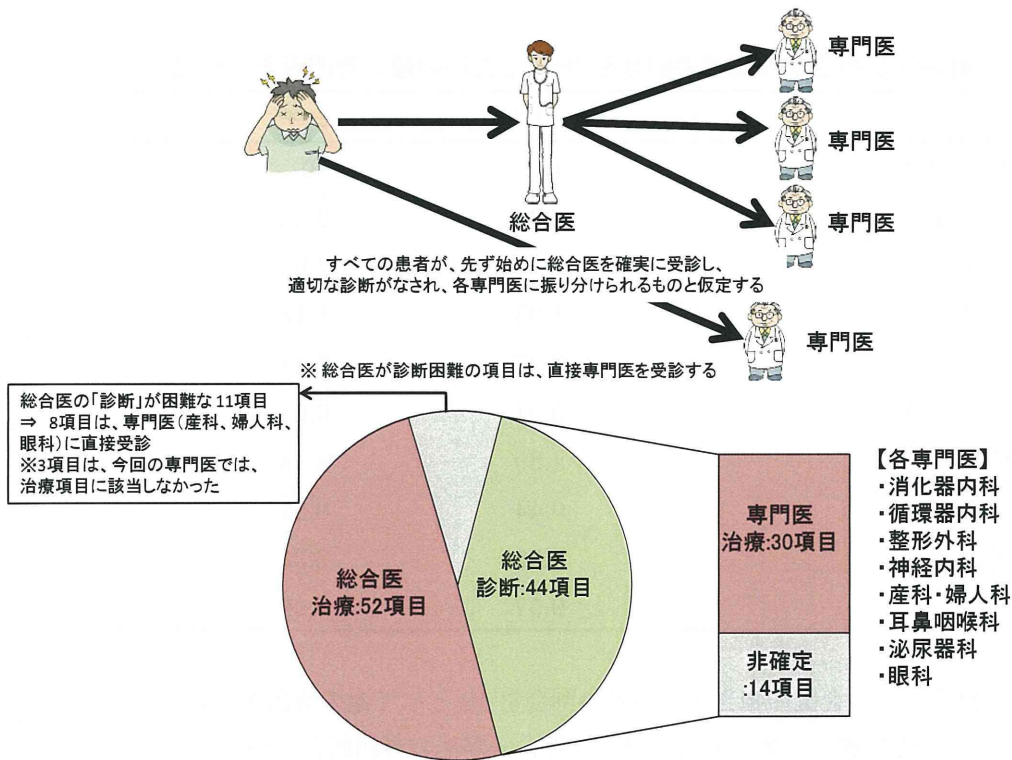 専門医
専門医
専門医
総合医
すべての患者が、先ず始めに総合医を確実に受診し、
適切な診断がなされ、各専門医に振り分けられるものと仮定する
専門医
※ 総合医が診断困難の項目は、直接専門医を受診する
総合医の「診断」が困難な11項目
⇒ 8項目は、専門医(産科、婦人科、
眼科)に直接受診
※3項目は、今回の専門医では、
治療項目に該当しなかった
総合医
治療:52項目
総合医
診断:44項目
専門医
治療:30項目
非確定
:14項目
【各専門医】
・消化器内科
・循環器内科
・整形外科
・神経内科
・産科・婦人科
・耳鼻咽喉科
・泌尿器科
・眼科